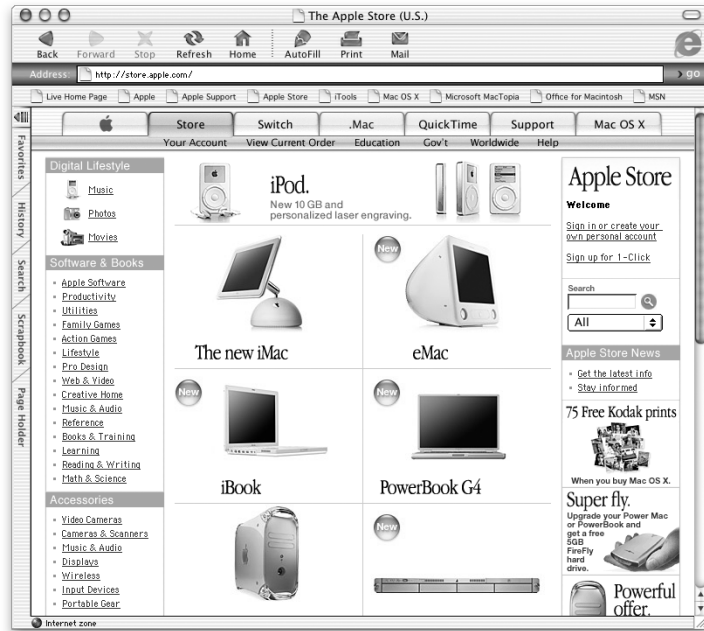 The Apple Store (U.S.)
Back Forward Stop Refresh Home AutoFill Print Mail
Address: http://store.apple.com/ go
Live Home Page Apple Apple Support Apple Store iTools Mac OS X Microsoft MacTopia Office for Macintosh MSN
Store Switch .Mac QuickTime Support Mac OS X
Your Account View Current Order Education Gov't Worldwide Help
Favorites
History
Search
Scrapbook
Page Holder
Digital Lifestyle
Music
Photos
Movies
Software & Books
Apple Software
Productivity
Utilities
Family Games
Action Games
Lifestyle
Pro Design
Web & Video
Creative Home
Music & Audio
Reference
Books & Training
Learning
Reading & Writing
Math & Science
Accessories
Video Cameras
Cameras & Scanners
Music & Audio
Displays
Wireless
Input Devices
Portable Gear
iPod.
New 10 GB and
personalized laser engraving.
The new iMac
New
eMac
New
iBook
New
PowerBook G4
New
Apple Store
Welcome
Sign in or create your
own personal account
Sign up for 1-Click
Search
All
Apple Store News
Get the latest info
Stay informed
75 Free Kodak prints
When you buy Mac OS X.
Super fly.
Upgrade your Power Mac
or PowerBook and
get a free
5GB
FireFly
hard
drive.
Powerful
offer.
Internet zone